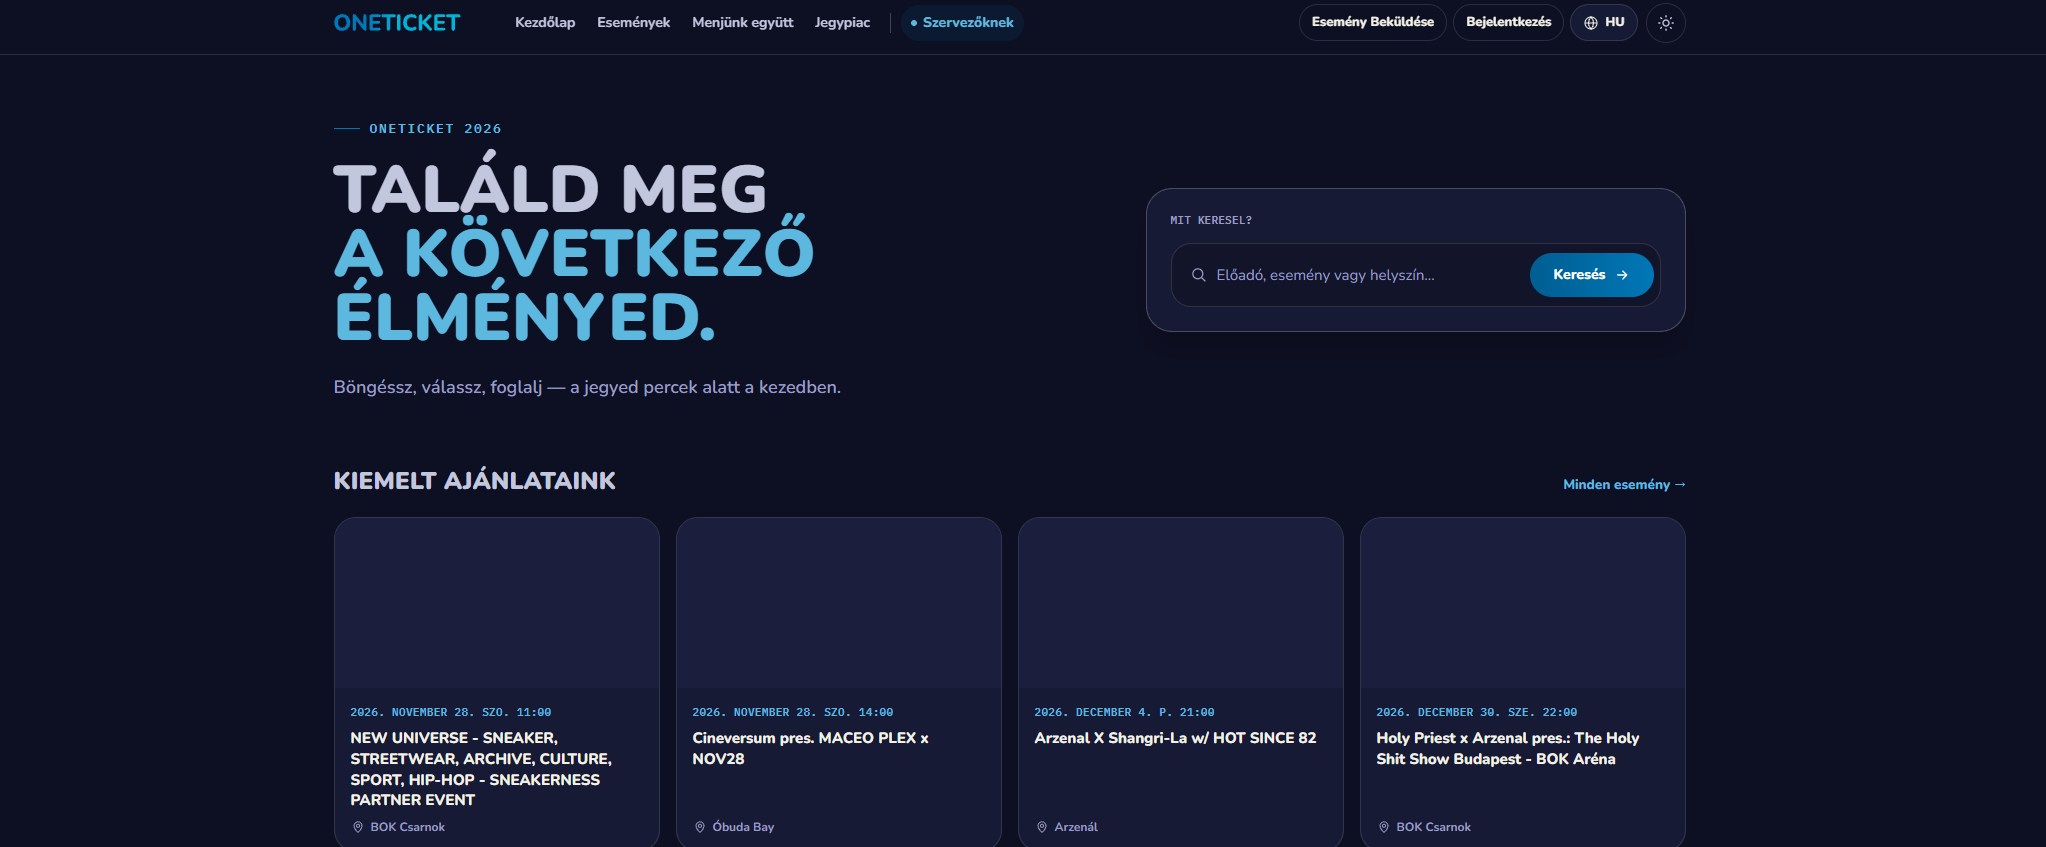 ONETICKET
Kezdőlap Események Menjünk együtt Jegypiac • Szervezőknek
Esemény Beküldése Bejelentkezés HU
ONETICKET 2026
TALÁLD MEG
A KÖVETKEZŐ
ÉLMÉNYED.
Böngéssz, válassz, foglalj — a jegyed percek alatt a kezedben.
MIT KERESEL?
Előadó, esemény vagy helyszín...
Keresés →
KIEMELT AJÁNLATAINK
Minden esemény →
2026. NOVEMBER 28. SZO. 11:00
NEW UNIVERSE - SNEAKER,
STREETWEAR, ARCHIVE, CULTURE,
SPORT, HIP-HOP - SNEAKERNESS
PARTNER EVENT
BOK Csarnok
2026. NOVEMBER 28. SZO. 14:00
Cineversum pres. MACEO PLEX x
NOV28
Óbuda Bay
2026. DECEMBER 4. P. 21:00
Arzenal X Shangri-La w/ HOT SINCE 82
Arzenál
2026. DECEMBER 30. SZE. 22:00
Holy Priest x Arzenal pres.: The Holy
Shit Show Budapest - BOK Aréna
BOK Csarnok